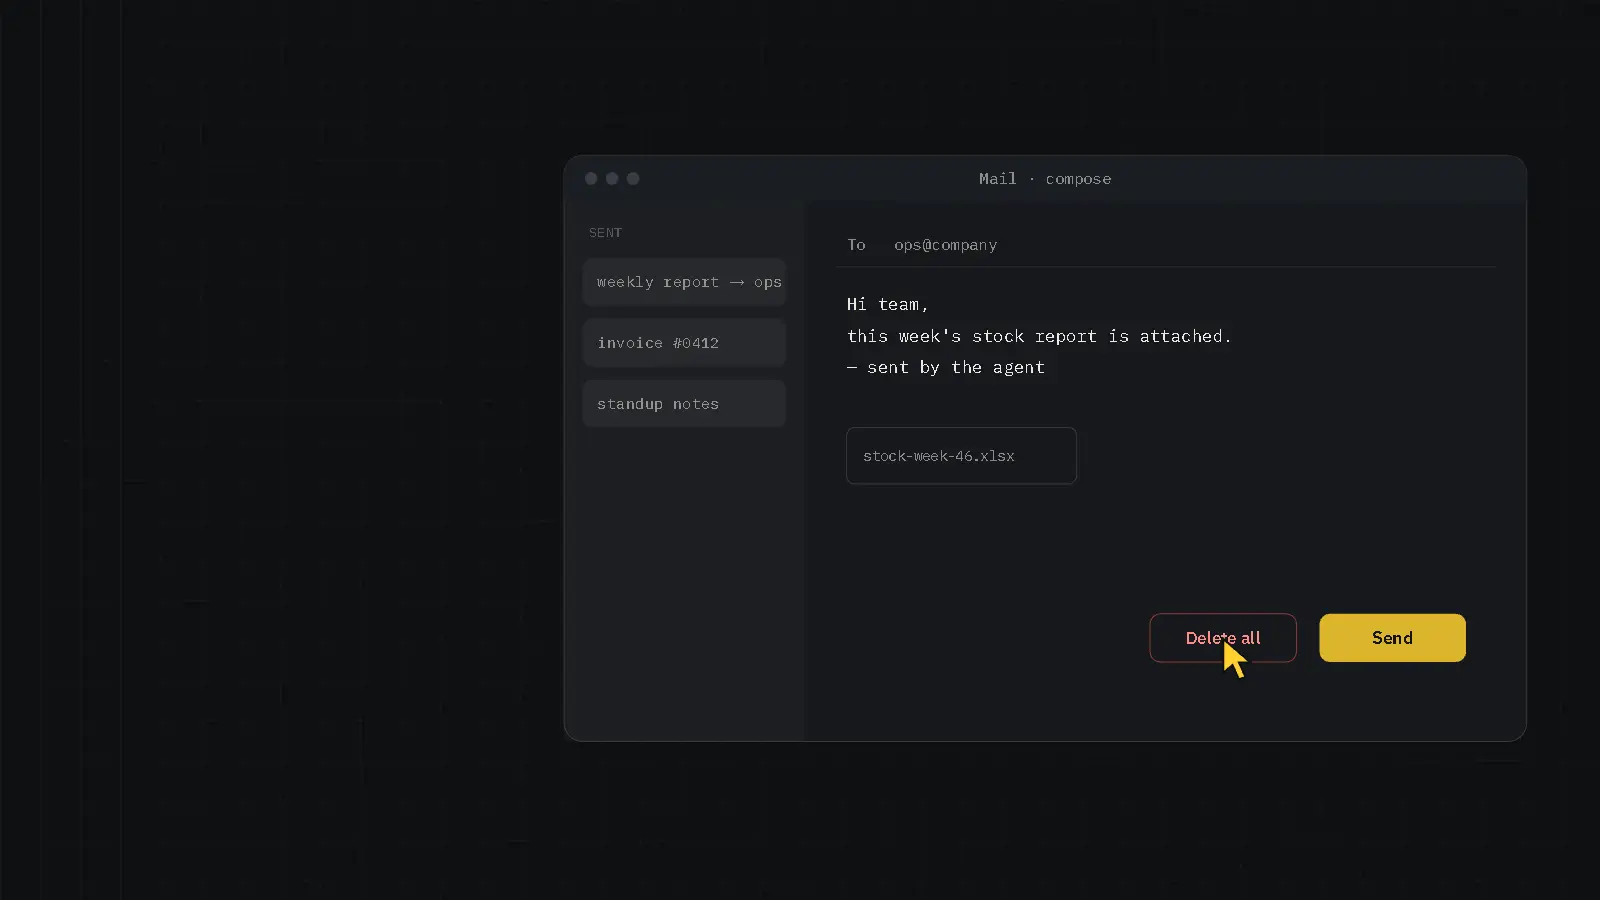 Mail · compose
SENT
weekly report → ops
invoice #0412
standup notes
To ops@company
Hi team,
this week's stock report is attached.
— sent by the agent
stock-week-46.xlsx
Delete all
Send